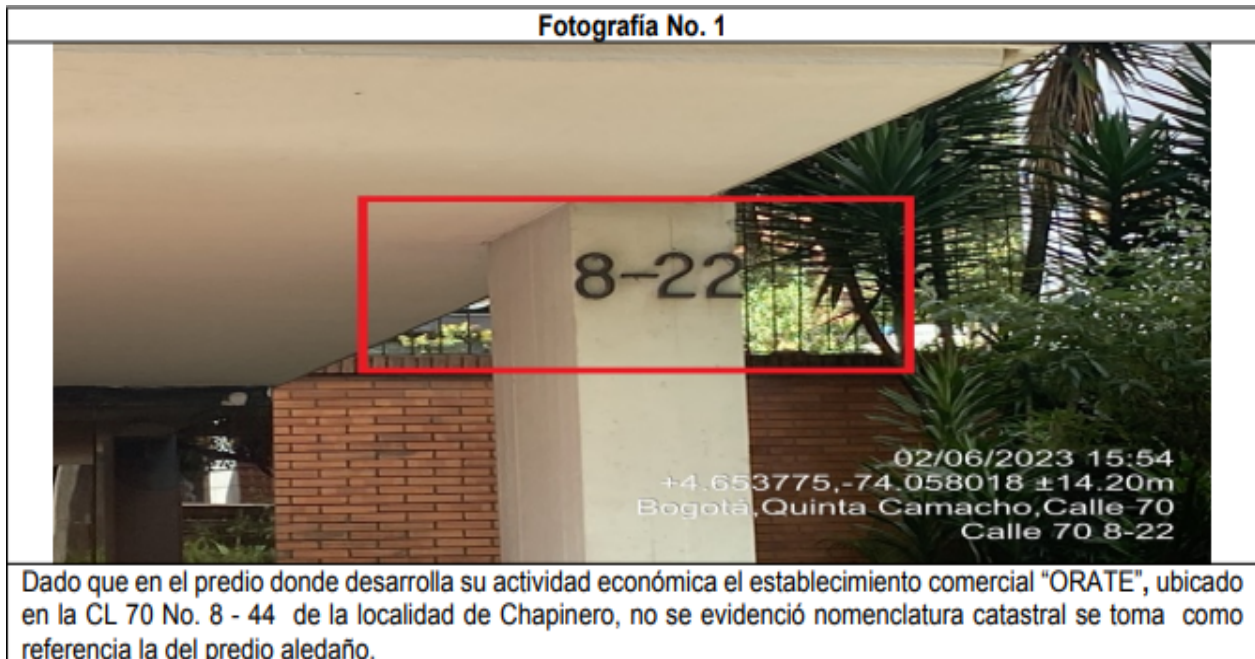 Fotografía No. 1
8-22
02/06/2023 15:54
+4.653775,-74.058018 ±14.20m
Bogotá,Quinta Camacho,Calle 70
Calle 70 8-22
Dado que en el predio donde desarrolla su actividad económica el establecimiento comercial “ORATE”, ubicado
en la CL 70 No. 8 - 44 de la localidad de Chapinero, no se evidenció nomenclatura catastral se toma como
referencia la del predio aledaño.